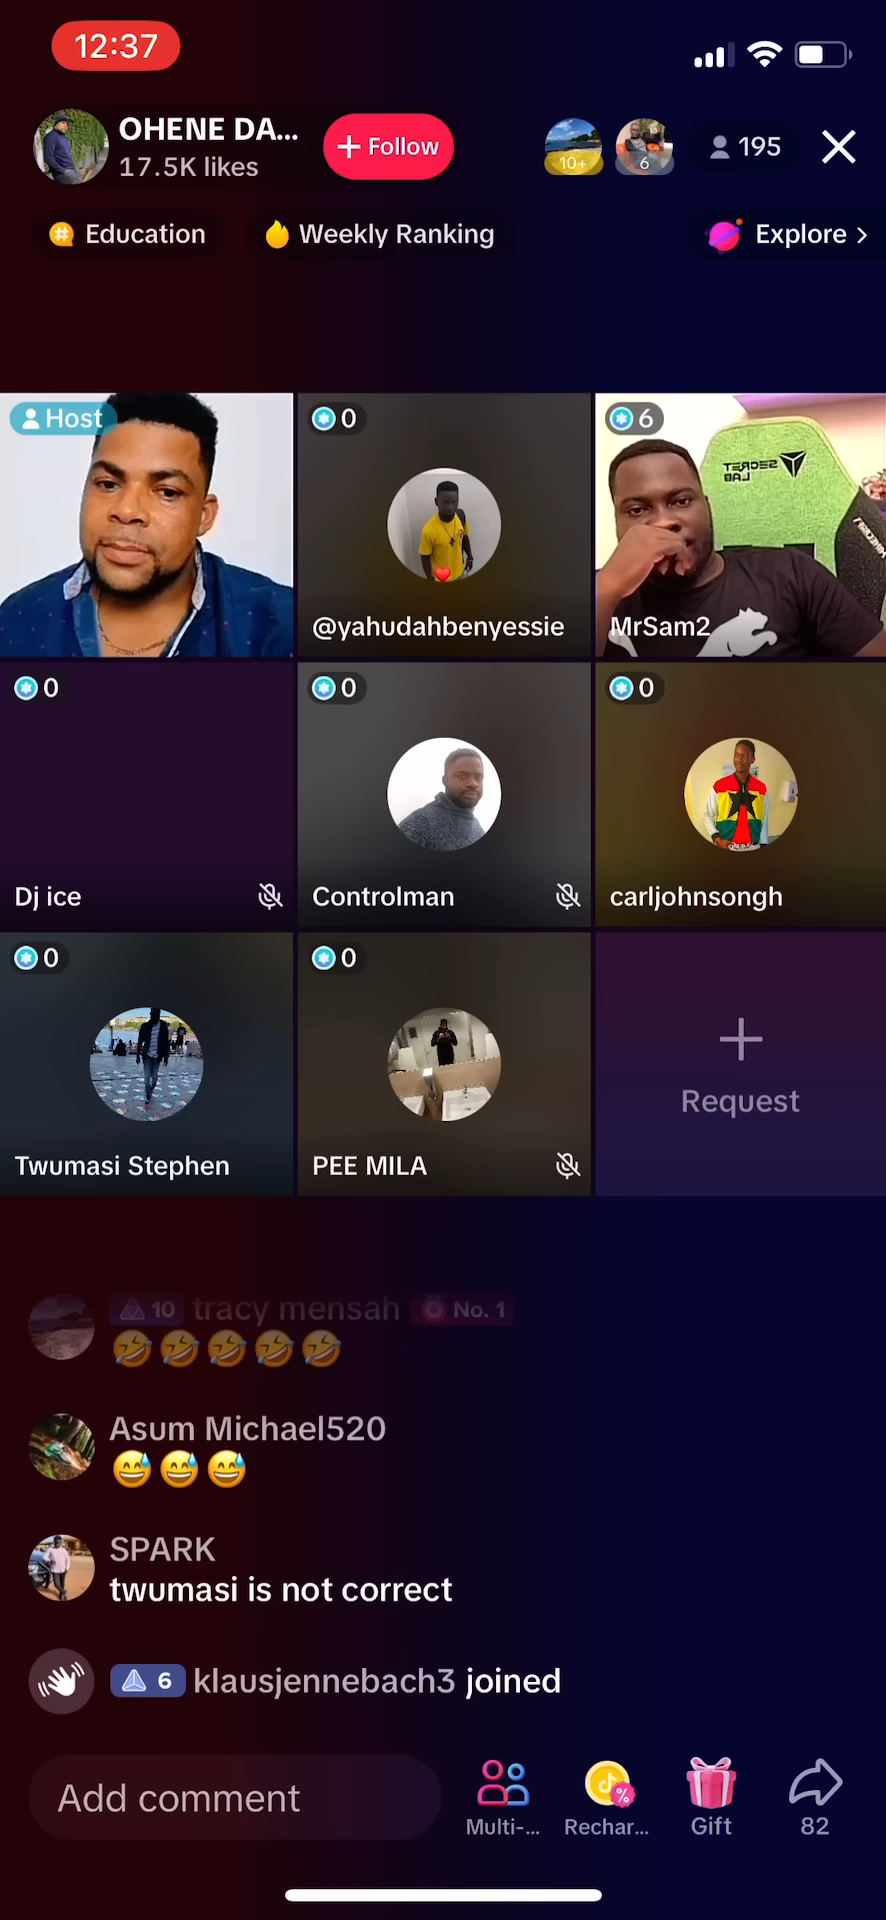 12:37
OHENE DA...
17.5K likes
+ Follow
10+
6
195
Education
Weekly Ranking
Explore >
Host
0
6
SECRET
LAB
@yahudahbenyessie
MrSam2
0
0
0
Dj ice
Controlman
carljohnsongh
0
0
Request
Twumasi Stephen
PEE MILA
10 tracy mensah No. 1
🤣🤣🤣🤣🤣
Asum Michael520
😅😅😅
SPARK
twumasi is not correct
6 klausjennebach3 joined
Add comment
Multi-...
Rechar...
Gift
82